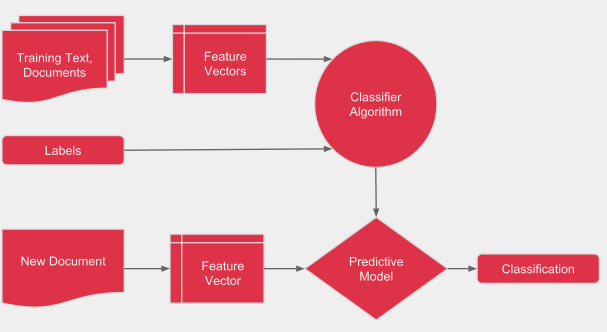 Training Text,
Documents
Feature
Vectors
Classifier
Algorithm
Labels
New Document
Feature
Vector
Predictive
Model
Classification